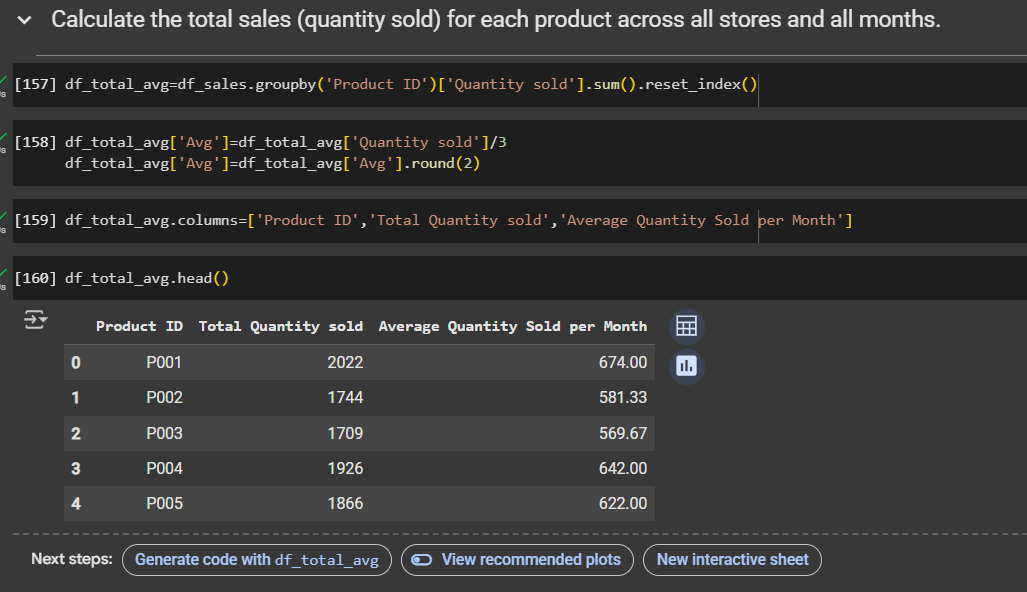 Calculate the total sales (quantity sold) for each product across all stores and all months.
[157] df_total_avg=df_sales.groupby('Product ID')['Quantity sold'].sum().reset_index()
[158] df_total_avg['Avg']=df_total_avg['Quantity sold']/3
df_total_avg['Avg']=df_total_avg['Avg'].round(2)
[159] df_total_avg.columns=['Product ID','Total Quantity sold','Average Quantity Sold per Month']
[160] df_total_avg.head()
Product ID Total Quantity sold Average Quantity Sold per Month
0 P001 2022 674.00
1 P002 1744 581.33
2 P003 1709 569.67
3 P004 1926 642.00
4 P005 1866 622.00
Next steps: Generate code with df_total_avg View recommended plots New interactive sheet